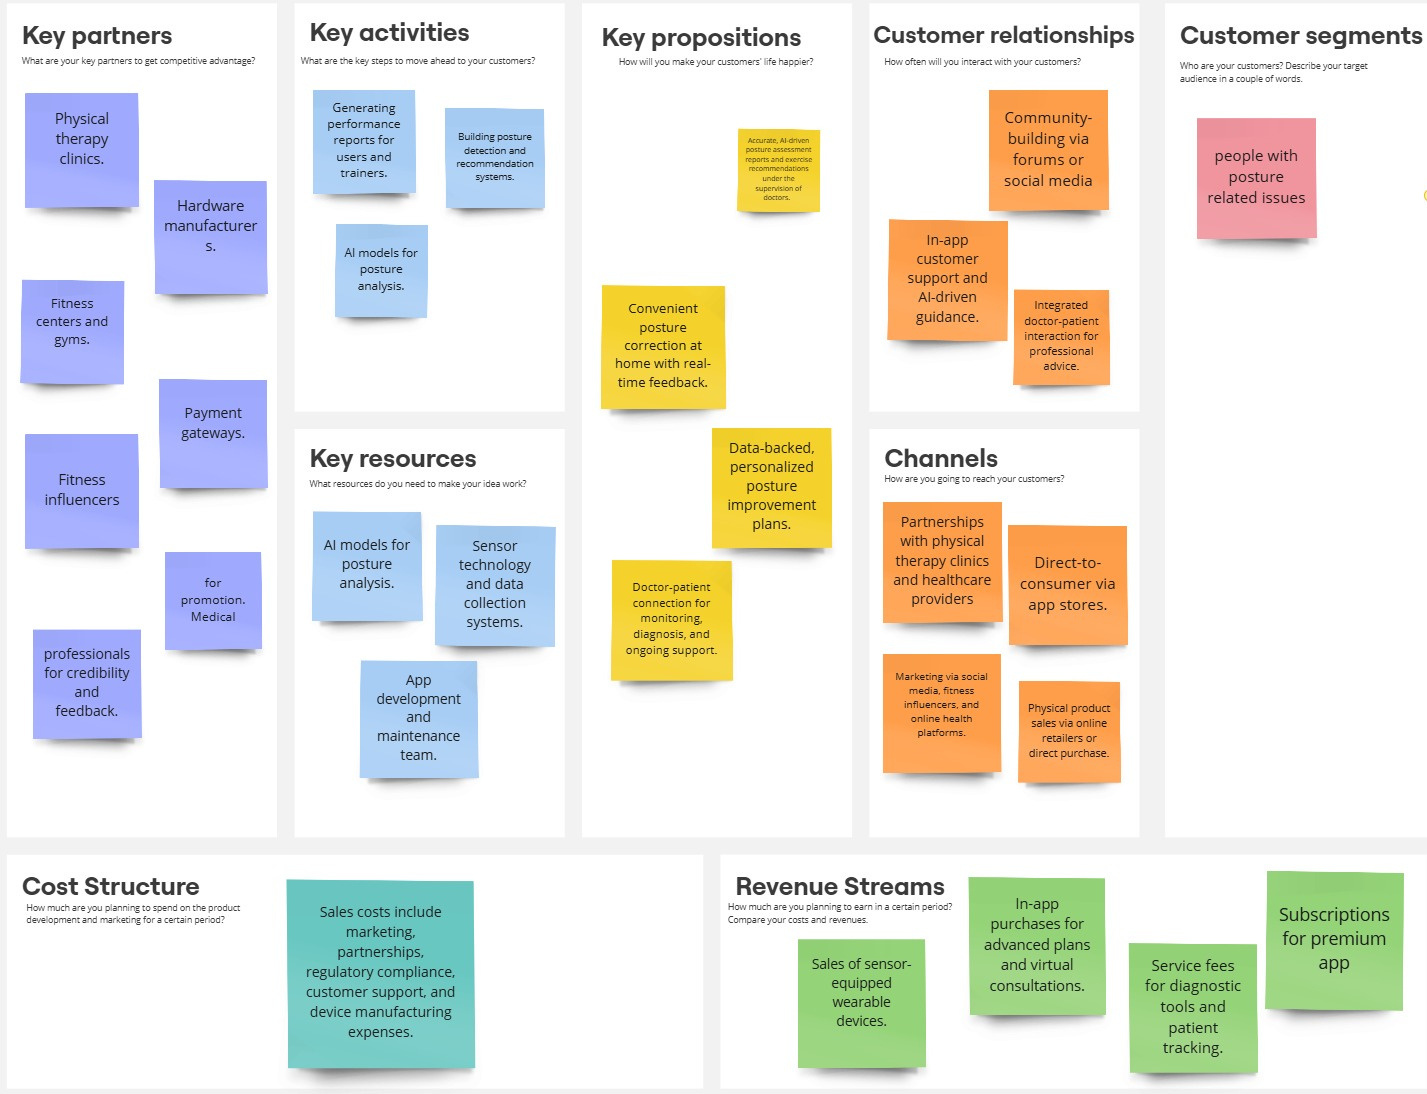 Key partners
What are your key partners to get competitive advantage?
Physical
therapy
clinics.
Hardware
manufacturer
s.
Fitness
centers and
gyms.
Payment
gateways.
Fitness
influencers
for
promotion.
Medical
professionals
for credibility
and
feedback.
Key activities
What are the key steps to move ahead to your customers?
Generating
performance
reports for
users and
trainers.
Building posture
detection and
recommendation
systems.
AI models for
posture
analysis.
Key resources
What resources do you need to make your idea work?
AI models for
posture
analysis.
Sensor
technology
and data
collection
systems.
App
development
and
maintenance
team.
Key propositions
How will you make your customers' life happier?
Accurate, AI-driven
posture assessment
reports and exercise
recommendations
under the
supervision of
doctors.
Convenient
posture
correction at
home with real-
time feedback.
Data-backed,
personalized
posture
improvement
plans.
Doctor-patient
connection for
monitoring,
diagnosis, and
ongoing support.
Customer relationships
How often will you interact with your customers?
Community-
building via
forums or
social media
In-app
customer
support and
AI-driven
guidance.
Integrated
doctor-patient
interaction for
professional
advice.
Channels
How are you going to reach your customers?
Partnerships
with physical
therapy clinics
and healthcare
providers
Direct-to-
consumer via
app stores.
Marketing via social
media, fitness
influencers, and
online health
platforms.
Physical product
sales via online
retailers or
direct purchase.
Customer segments
Who are your customers? Describe your target
audience in a couple of words.
people with
posture
related issues
Cost Structure
How much are you planning to spend on the product
development and marketing for a certain period?
Sales costs include
marketing,
partnerships,
regulatory compliance,
customer support, and
device manufacturing
expenses.
Revenue Streams
How much are you planning to earn in a certain period?
Compare your costs and revenues.
Sales of sensor-
equipped
wearable
devices.
In-app
purchases for
advanced plans
and virtual
consultations.
Service fees
for diagnostic
tools and
patient
tracking.
Subscriptions
for premium
app